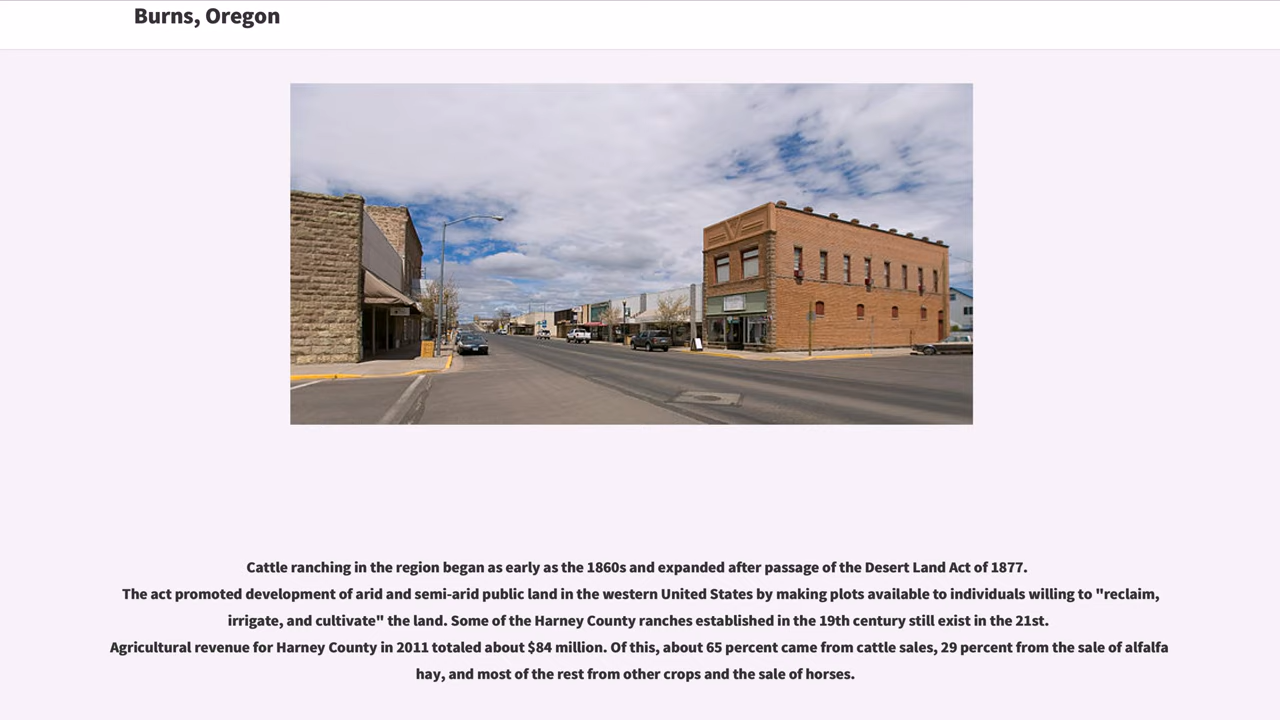 Burns, Oregon
Cattle ranching in the region began as early as the 1860s and expanded after passage of the Desert Land Act of 1877.
The act promoted development of arid and semi-arid public land in the western United States by making plots available to individuals willing to "reclaim,
irrigate, and cultivate" the land. Some of the Harney County ranches established in the 19th century still exist in the 21st.
Agricultural revenue for Harney County in 2011 totaled about $84 million. Of this, about 65 percent came from cattle sales, 29 percent from the sale of alfalfa
hay, and most of the rest from other crops and the sale of horses.